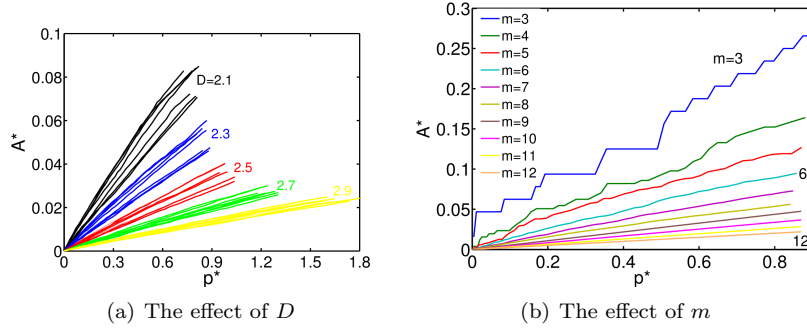 0.1
0.08
0.06
0.04
0.02
0
A*
D=2.1
2.3
2.5
2.7
2.9
0 0.3 0.6 0.9 1.2 1.5 1.8
p*
(a) The effect of D
0.3
0.25
0.2
0.15
0.1
0.05
0
A*
m=3
m=4
m=5
m=6
m=7
m=8
m=9
m=10
m=11
m=12
m=3
6
12
0 0.2 0.4 0.6 0.8
p*
(b) The effect of m